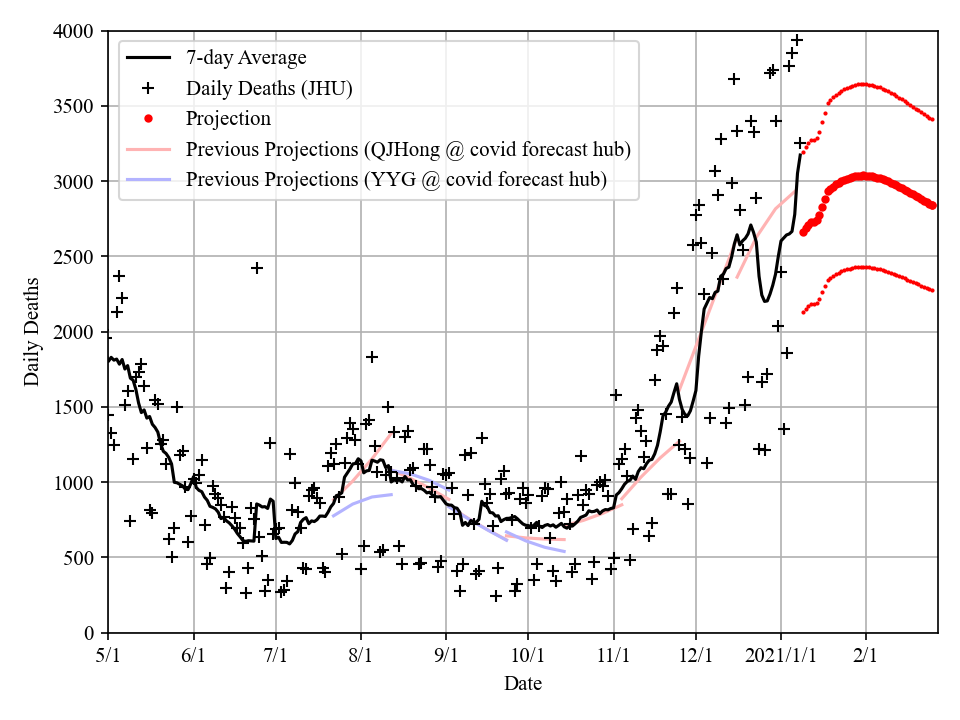 4000
3500
3000
2500
2000
1500
1000
500
0
Daily Deaths
7-day Average
Daily Deaths (JHU)
Projection
Previous Projections (QJHong @ covid forecast hub)
Previous Projections (YYG @ covid forecast hub)
5/1 6/1 7/1 8/1 9/1 10/1 11/1 12/1 2021/1/1 2/1
Date